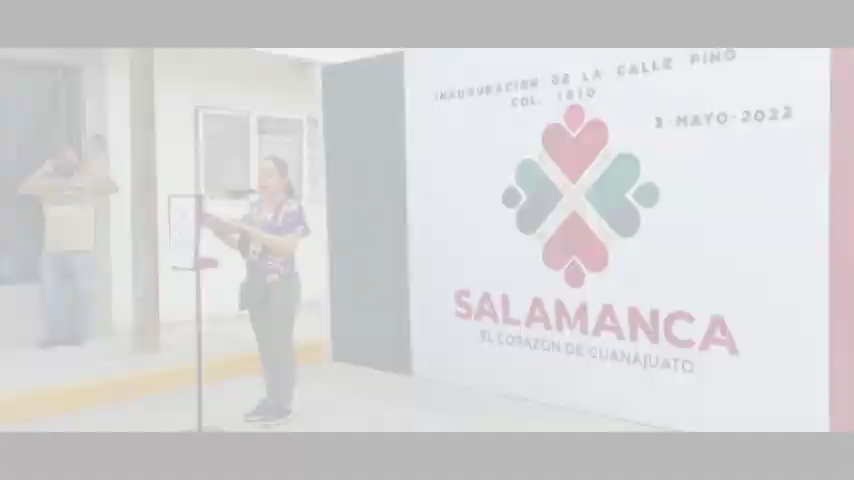 INAUGURACIÓN DE LA CALLE PINO
COL. 1810
3-MAYO-2022
SALAMANCA
EL CORAZÓN DE GUANAJUATO